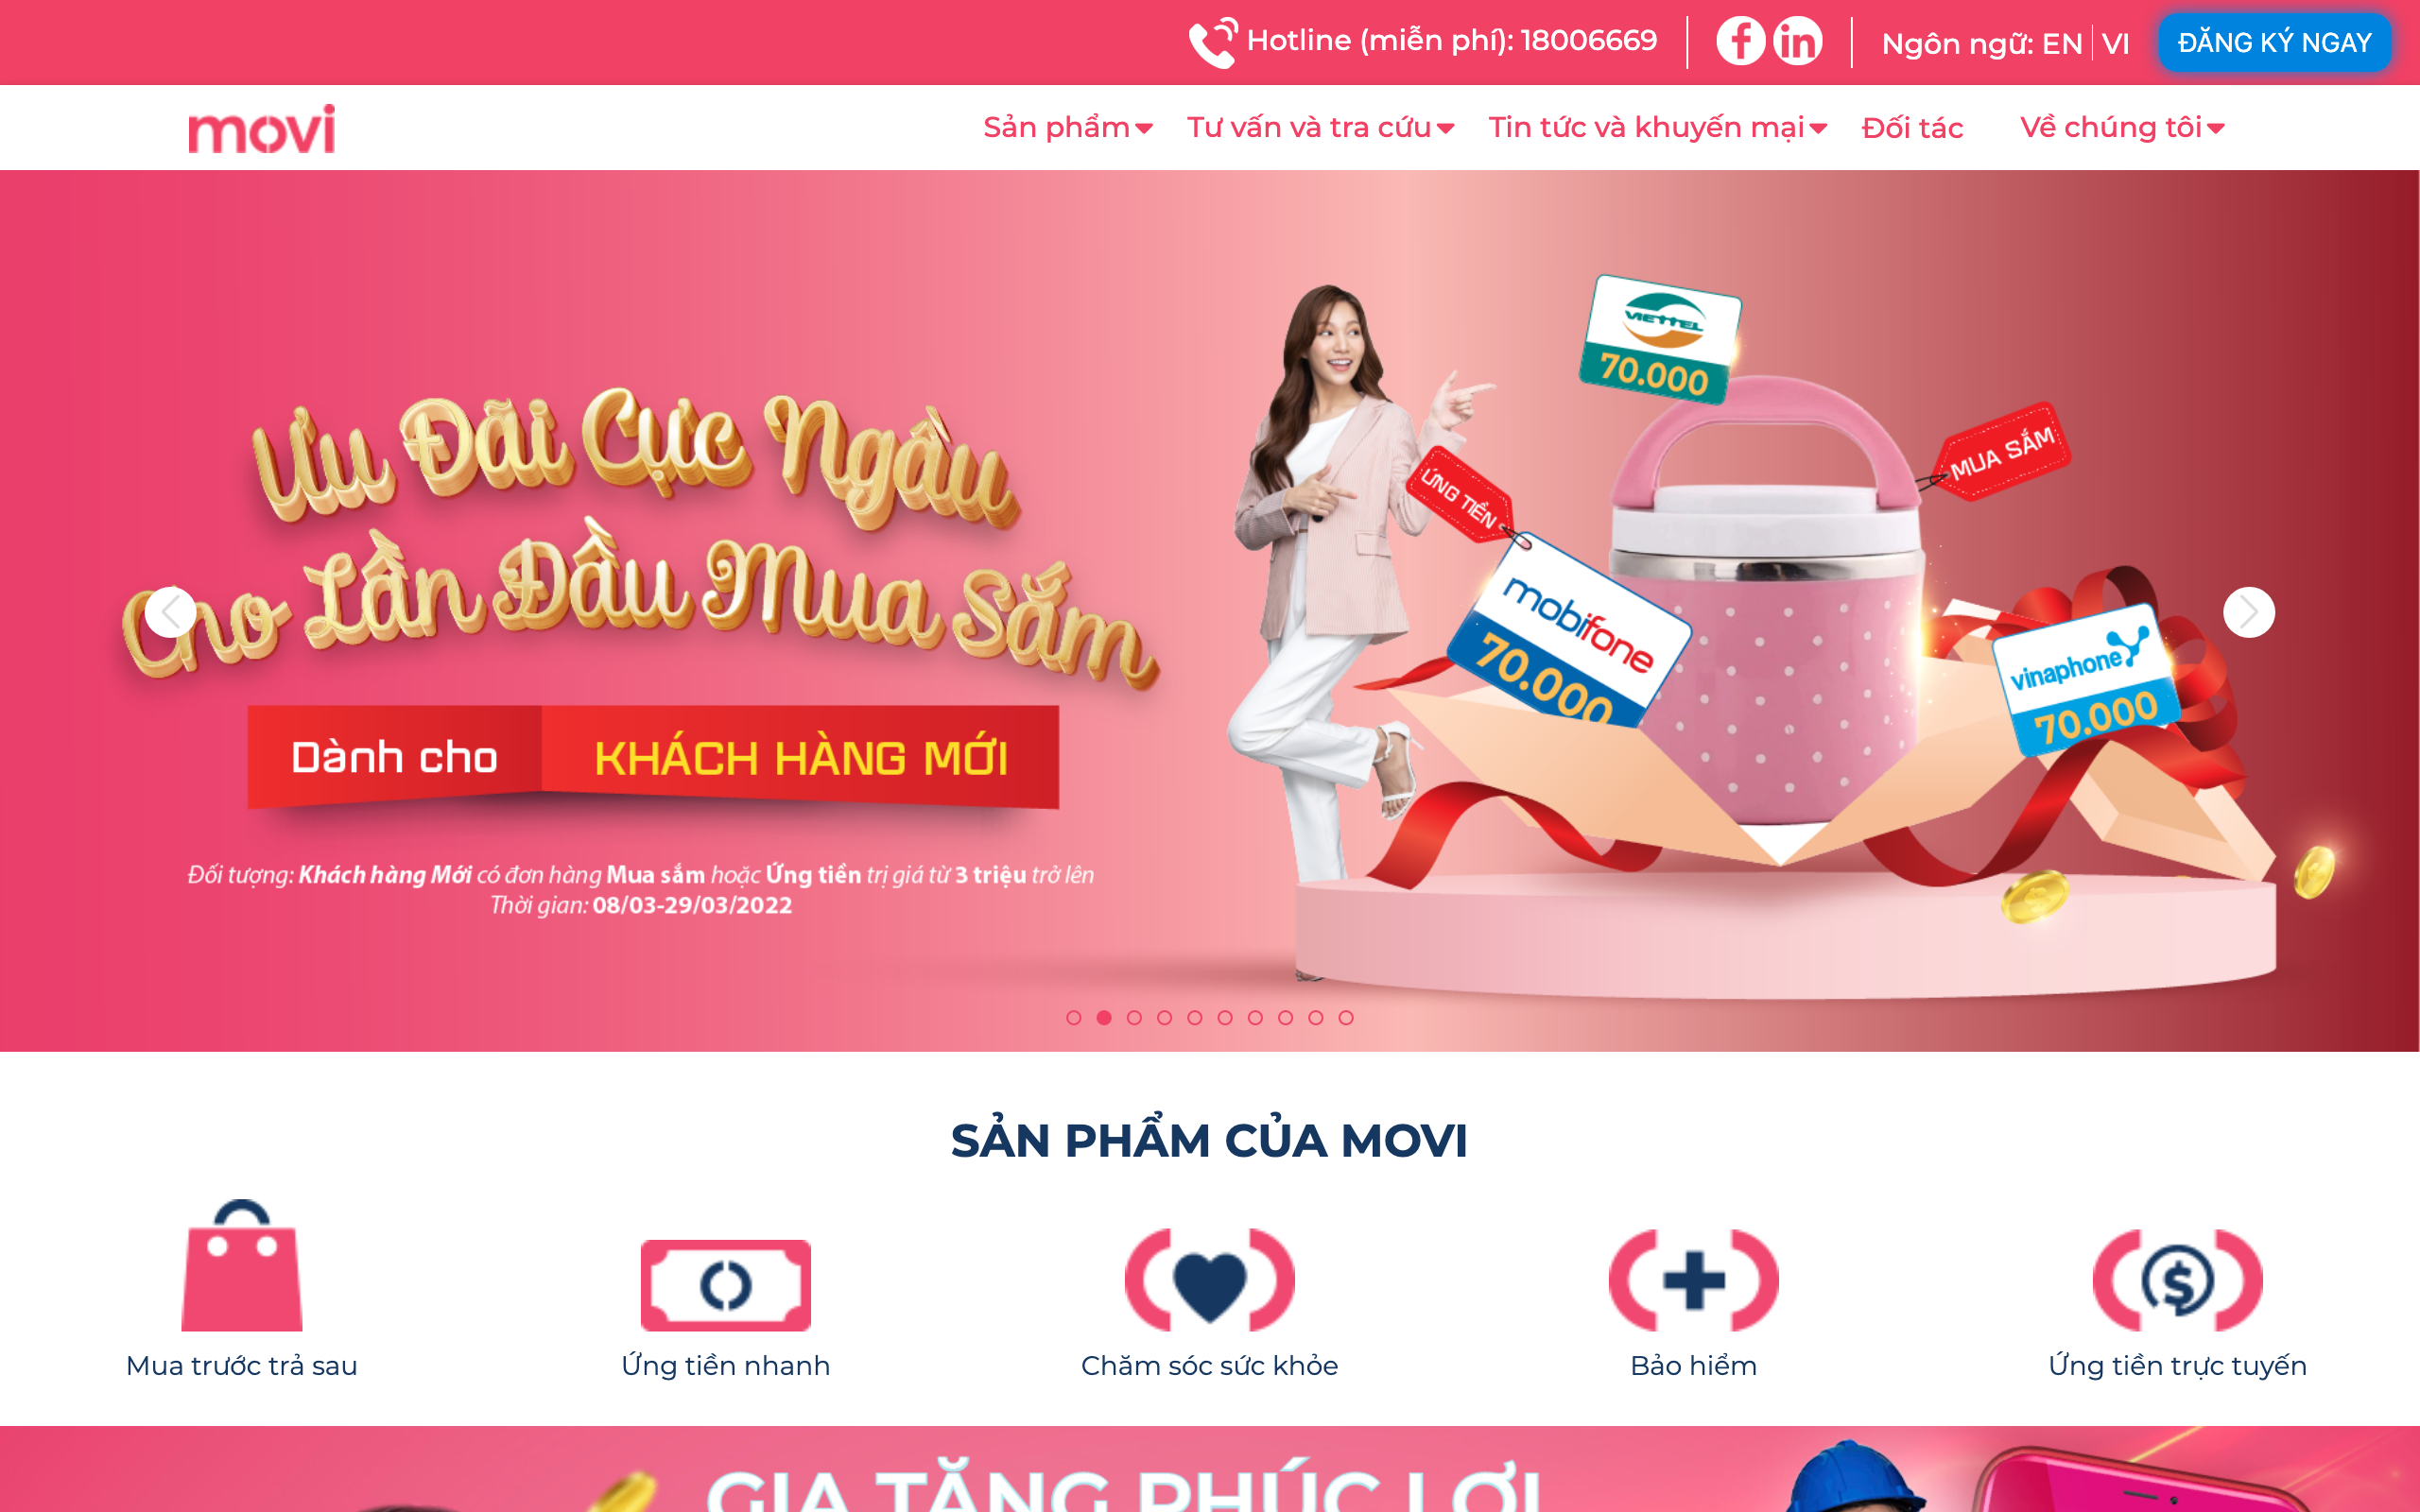 Hotline (miễn phí): 18006669
Ngôn ngữ: EN VI
ĐĂNG KÝ NGAY
movi
Sản phẩm
Tư vấn và tra cứu
Tin tức và khuyến mại
Đối tác
Về chúng tôi
Ưu Đãi Cực Ngầu
Cho Lần Đầu Mua Sắm
Dành cho KHÁCH HÀNG MỚI
Đối tượng: Khách hàng Mới có đơn hàng Mua sắm hoặc Ứng tiền trị giá từ 3 triệu trở lên
Thời gian: 08/03-29/03/2022
VIETTEL
70.000
MUA SẮM
ỨNG TIỀN
mobifone
70.000
vinaphone
70.000
SẢN PHẨM CỦA MOVI
Mua trước trả sau
Ứng tiền nhanh
Chăm sóc sức khỏe
Bảo hiểm
Ứng tiền trực tuyến
GIA TĂNG PHÚC LỢI